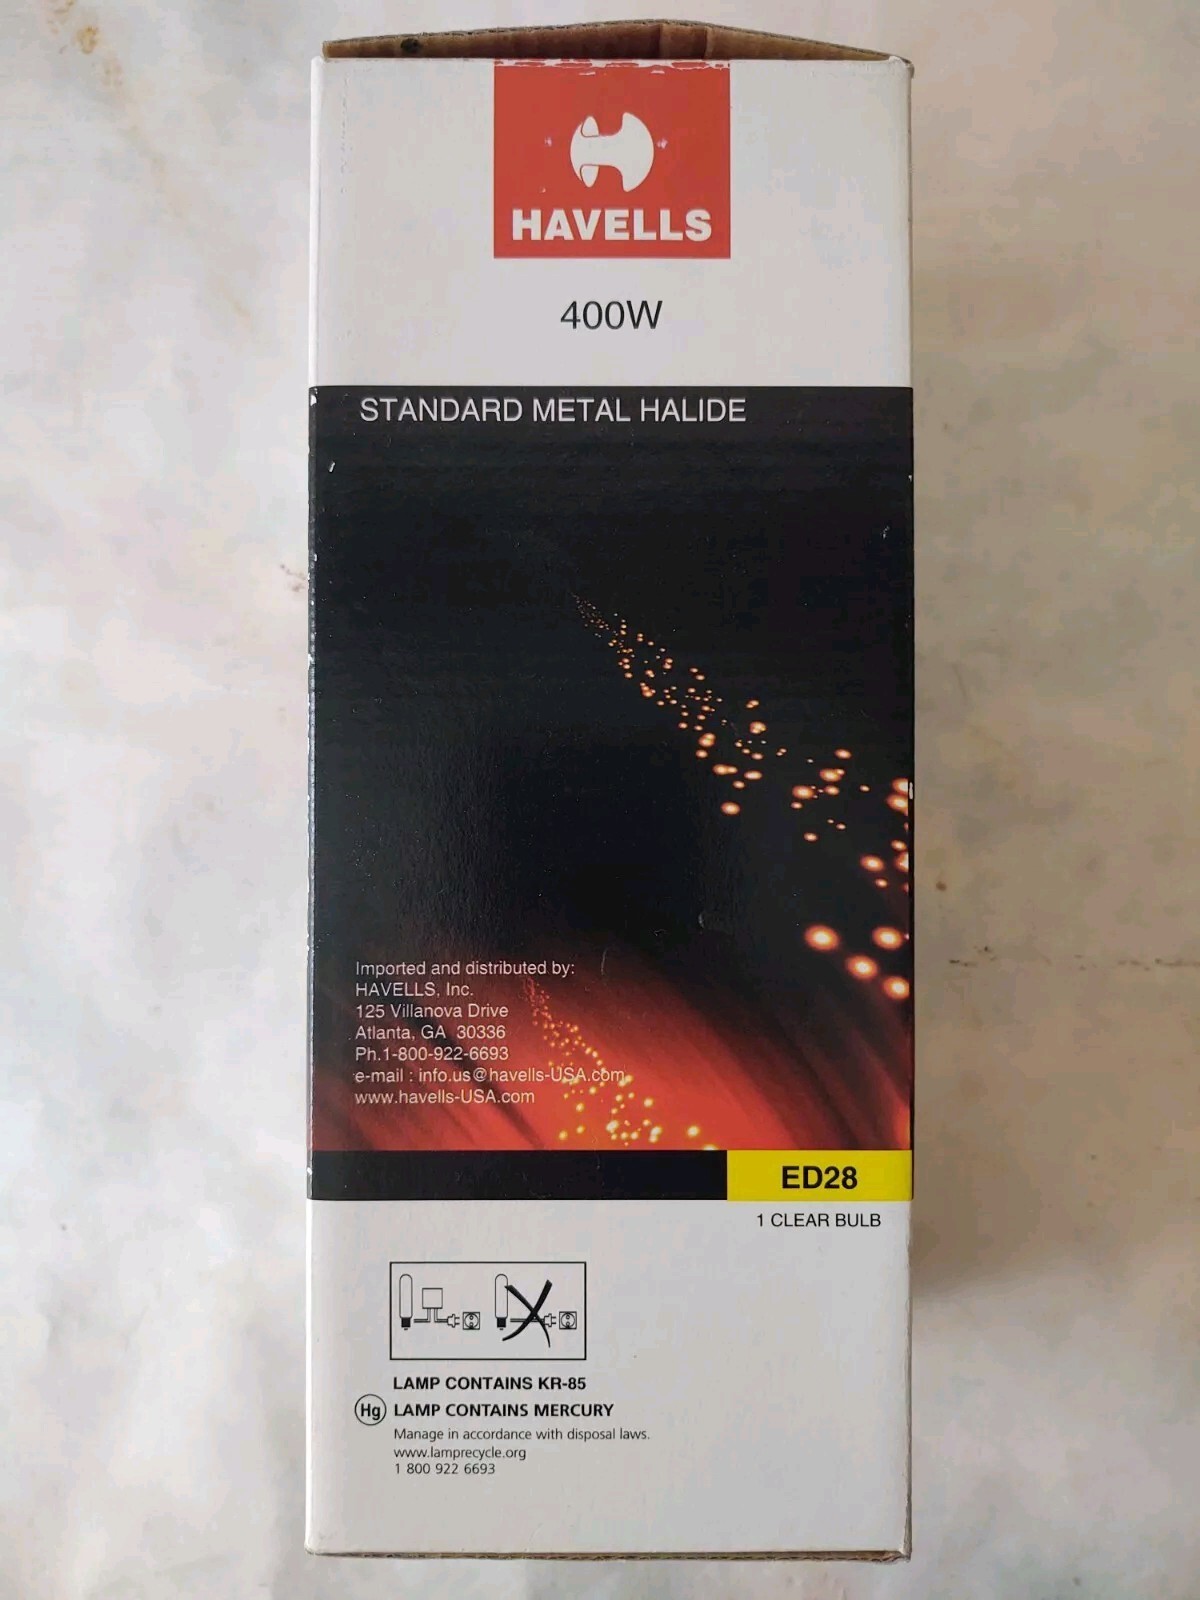 HAVELLS
400W
STANDARD METAL HALIDE
Imported and distributed by:
HAVELLS, Inc.
125 Villanova Drive
Atlanta, GA 30336
Ph.1-800-922-6693
e-mail : info.us@havells-USA.com
www.havells-USA.com
ED28
1 CLEAR BULB
LAMP CONTAINS KR-85
Hg LAMP CONTAINS MERCURY
Manage in accordance with disposal laws.
www.lamprecycle.org
1 800 922 6693